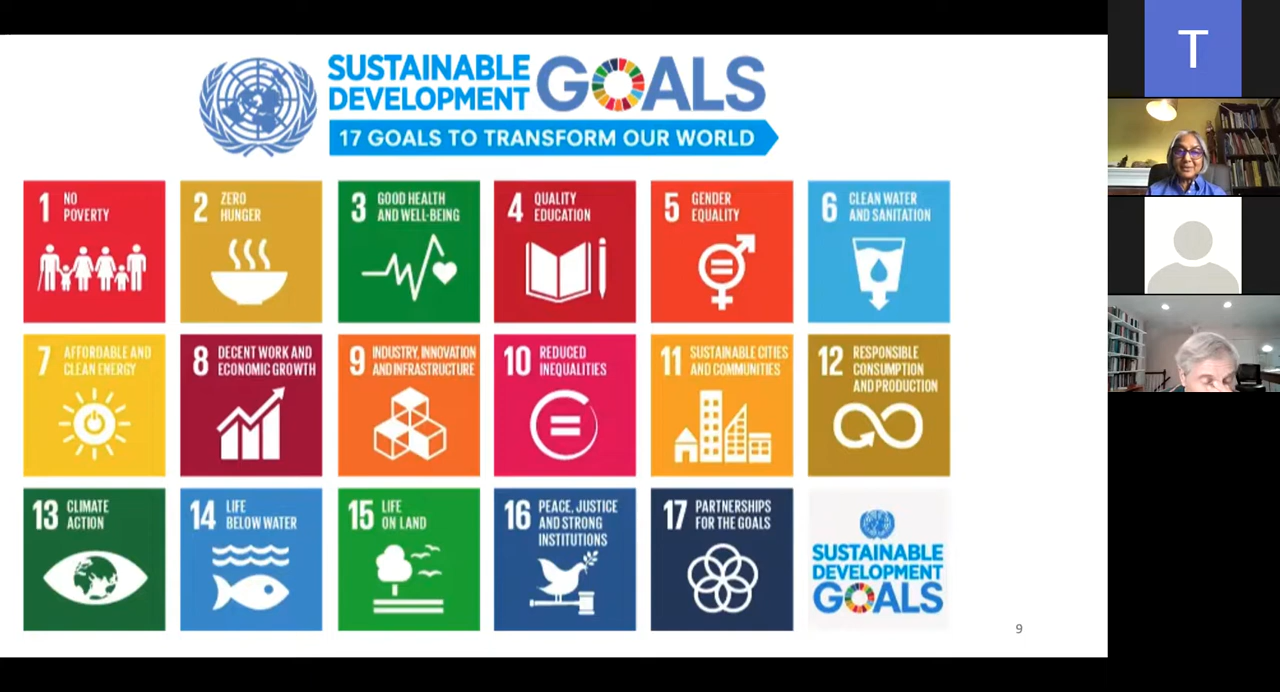 SUSTAINABLE
DEVELOPMENT
GOALS
17 GOALS TO TRANSFORM OUR WORLD
T
1 NO
POVERTY
2 ZERO
HUNGER
3 GOOD HEALTH
AND WELL-BEING
4 QUALITY
EDUCATION
5 GENDER
EQUALITY
6 CLEAN WATER
AND SANITATION
7 AFFORDABLE AND
CLEAN ENERGY
8 DECENT WORK AND
ECONOMIC GROWTH
9 INDUSTRY, INNOVATION
AND INFRASTRUCTURE
10 REDUCED
INEQUALITIES
11 SUSTAINABLE CITIES
AND COMMUNITIES
12 RESPONSIBLE
CONSUMPTION
AND PRODUCTION
13 CLIMATE
ACTION
14 LIFE
BELOW WATER
15 LIFE
ON LAND
16 PEACE, JUSTICE
AND STRONG
INSTITUTIONS
17 PARTNERSHIPS
FOR THE GOALS
SUSTAINABLE
DEVELOPMENT
GOALS
9